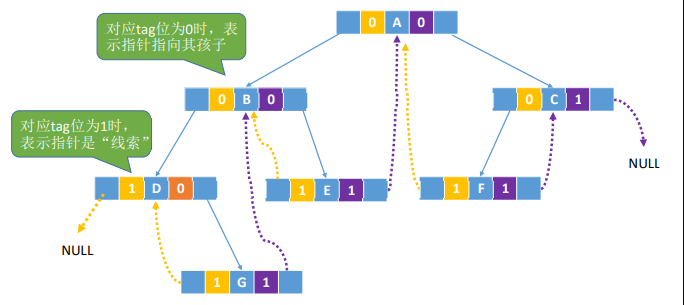 对应tag位为0时，表
示指针指向其孩子
0 A 0
0 B 0
0 C 1
对应tag位为1时，
表示指针是“线索”
NULL
1 D 0
1 E 1
1 F 1
NULL
1 G 1